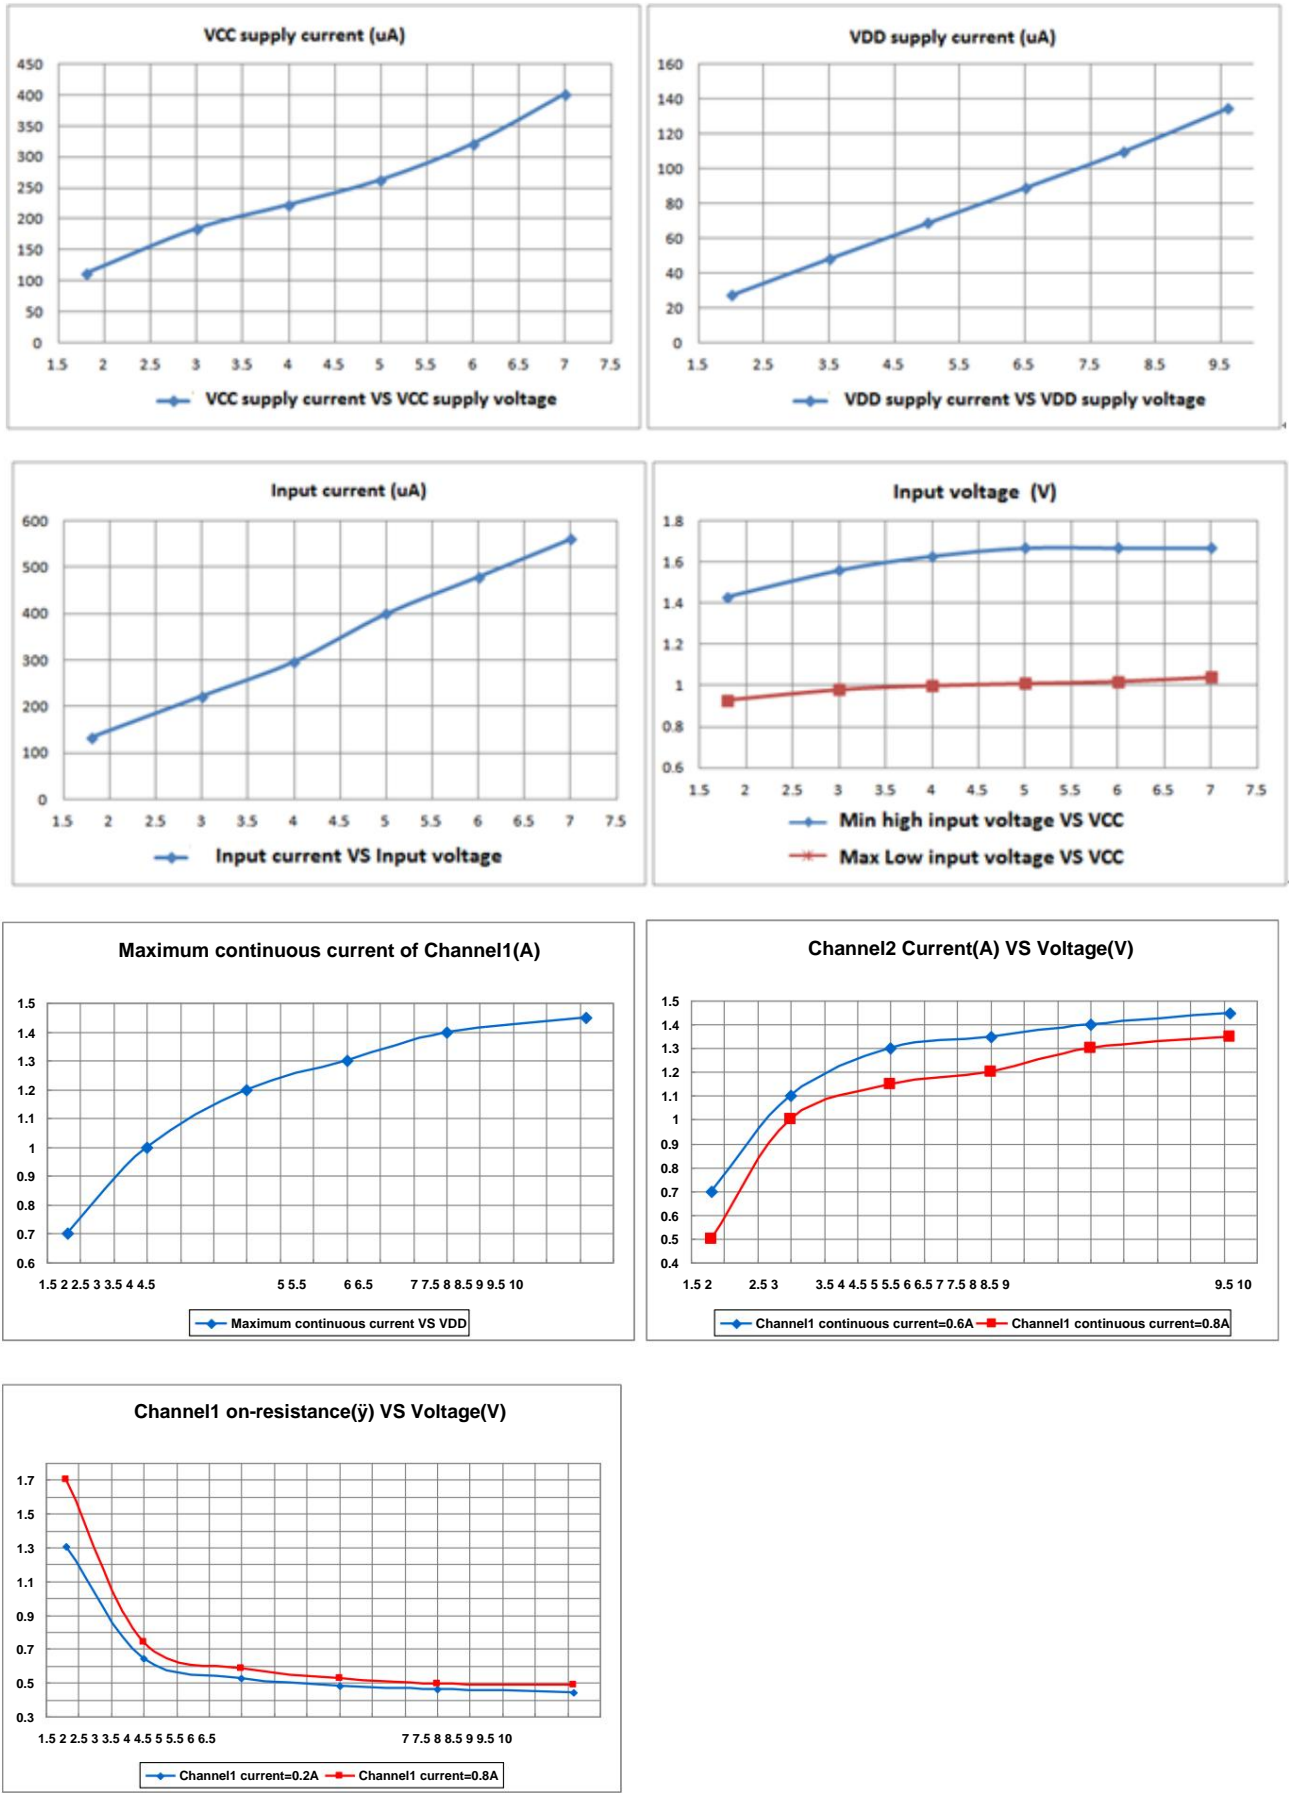 VCC supply current (uA)
450
400
350
300
250
200
150
100
50
0
1.5 2 2.5 3 3.5 4 4.5 5 5.5 6 6.5 7 7.5
VCC supply current VS VCC supply voltage
VDD supply current (uA)
160
140
120
100
80
60
40
20
0
1.5 2.5 3.5 4.5 5.5 6.5 7.5 8.5 9.5
VDD supply current VS VDD supply voltage
Input current (uA)
600
500
400
300
200
100
0
1.5 2 2.5 3 3.5 4 4.5 5 5.5 6 6.5 7 7.5
Input current VS Input voltage
Input voltage (V)
1.8
1.6
1.4
1.2
1
0.8
0.6
1.5 2 2.5 3 3.5 4 4.5 5 5.5 6 6.5 7 7.5
Min high input voltage VS VCC
Max Low input voltage VS VCC
Maximum continuous current of Channel1(A)
1.5
1.4
1.3
1.2
1.1
1
0.9
0.8
0.7
0.6
1.5 2 2.5 3 3.5 4 4.5 5 5.5 6 6.5 7 7.5 8 8.5 9 9.5 10
Maximum continuous current VS VDD
Channel2 Current(A) VS Voltage(V)
1.5
1.4
1.3
1.2
1.1
1
0.9
0.8
0.7
0.6
0.5
0.4
1.5 2 2.5 3 3.5 4 4.5 5 5.5 6 6.5 7 7.5 8 8.5 9 9.5 10
Channel1 continuous current=0.6A Channel1 continuous current=0.8A
Channel1 on-resistance(ÿ) VS Voltage(V)
1.7
1.5
1.3
1.1
0.9
0.7
0.5
0.3
1.5 2 2.5 3 3.5 4 4.5 5 5.5 6 6.5 7 7.5 8 8.5 9 9.5 10
Channel1 current=0.2A Channel1 current=0.8A